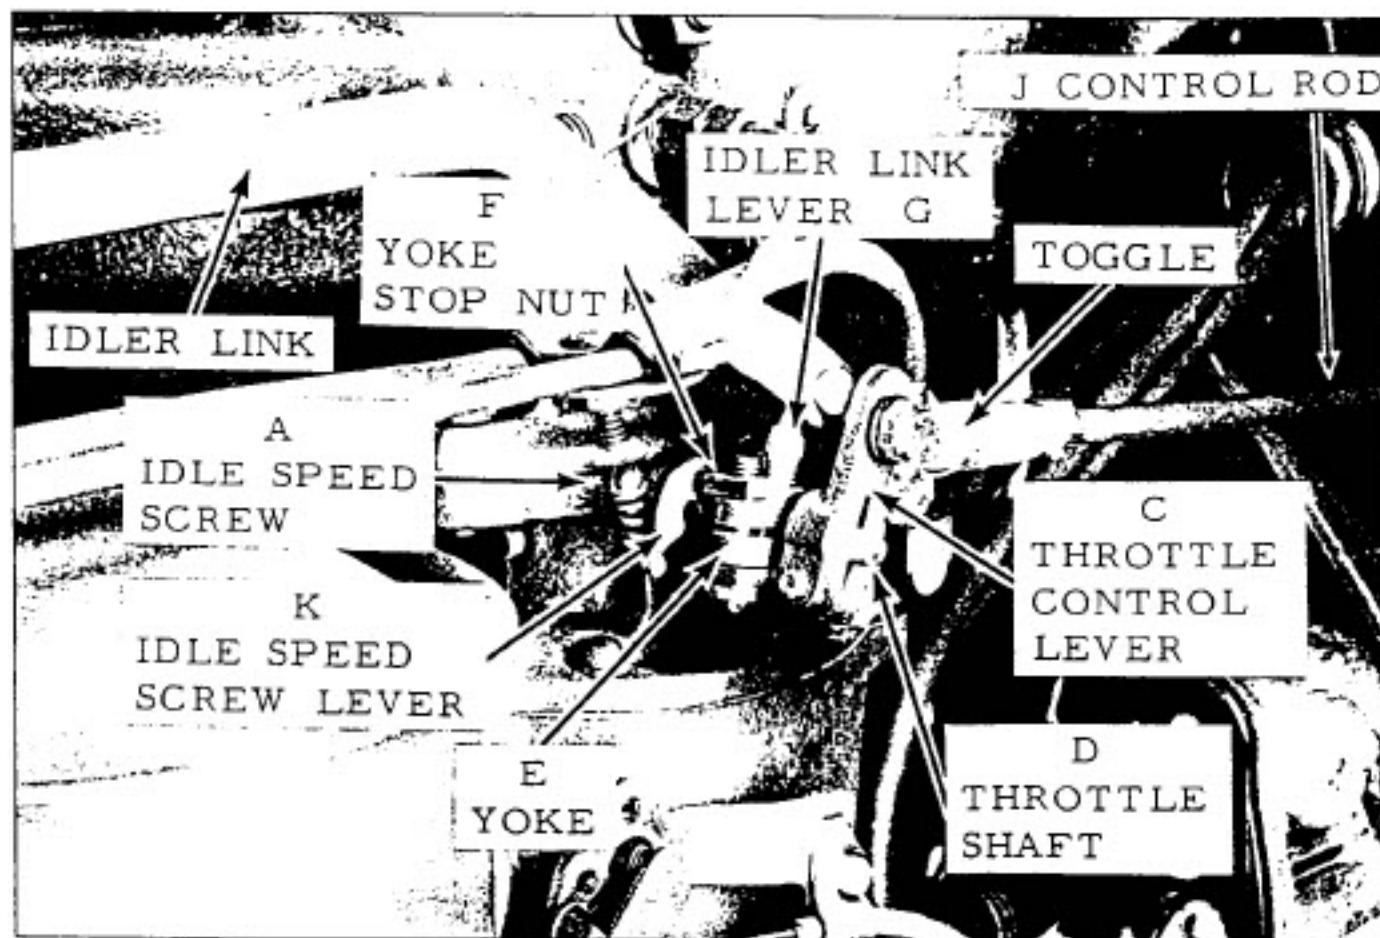 J CONTROL ROD
IDLER LINK
LEVER G
F
YOKE
STOP NUT
TOGGLE
IDLER LINK
A
IDLE SPEED
SCREW
C
THROTTLE
CONTROL
LEVER
K
IDLE SPEED
SCREW LEVER
D
THROTTLE
SHAFT
E
YOKE